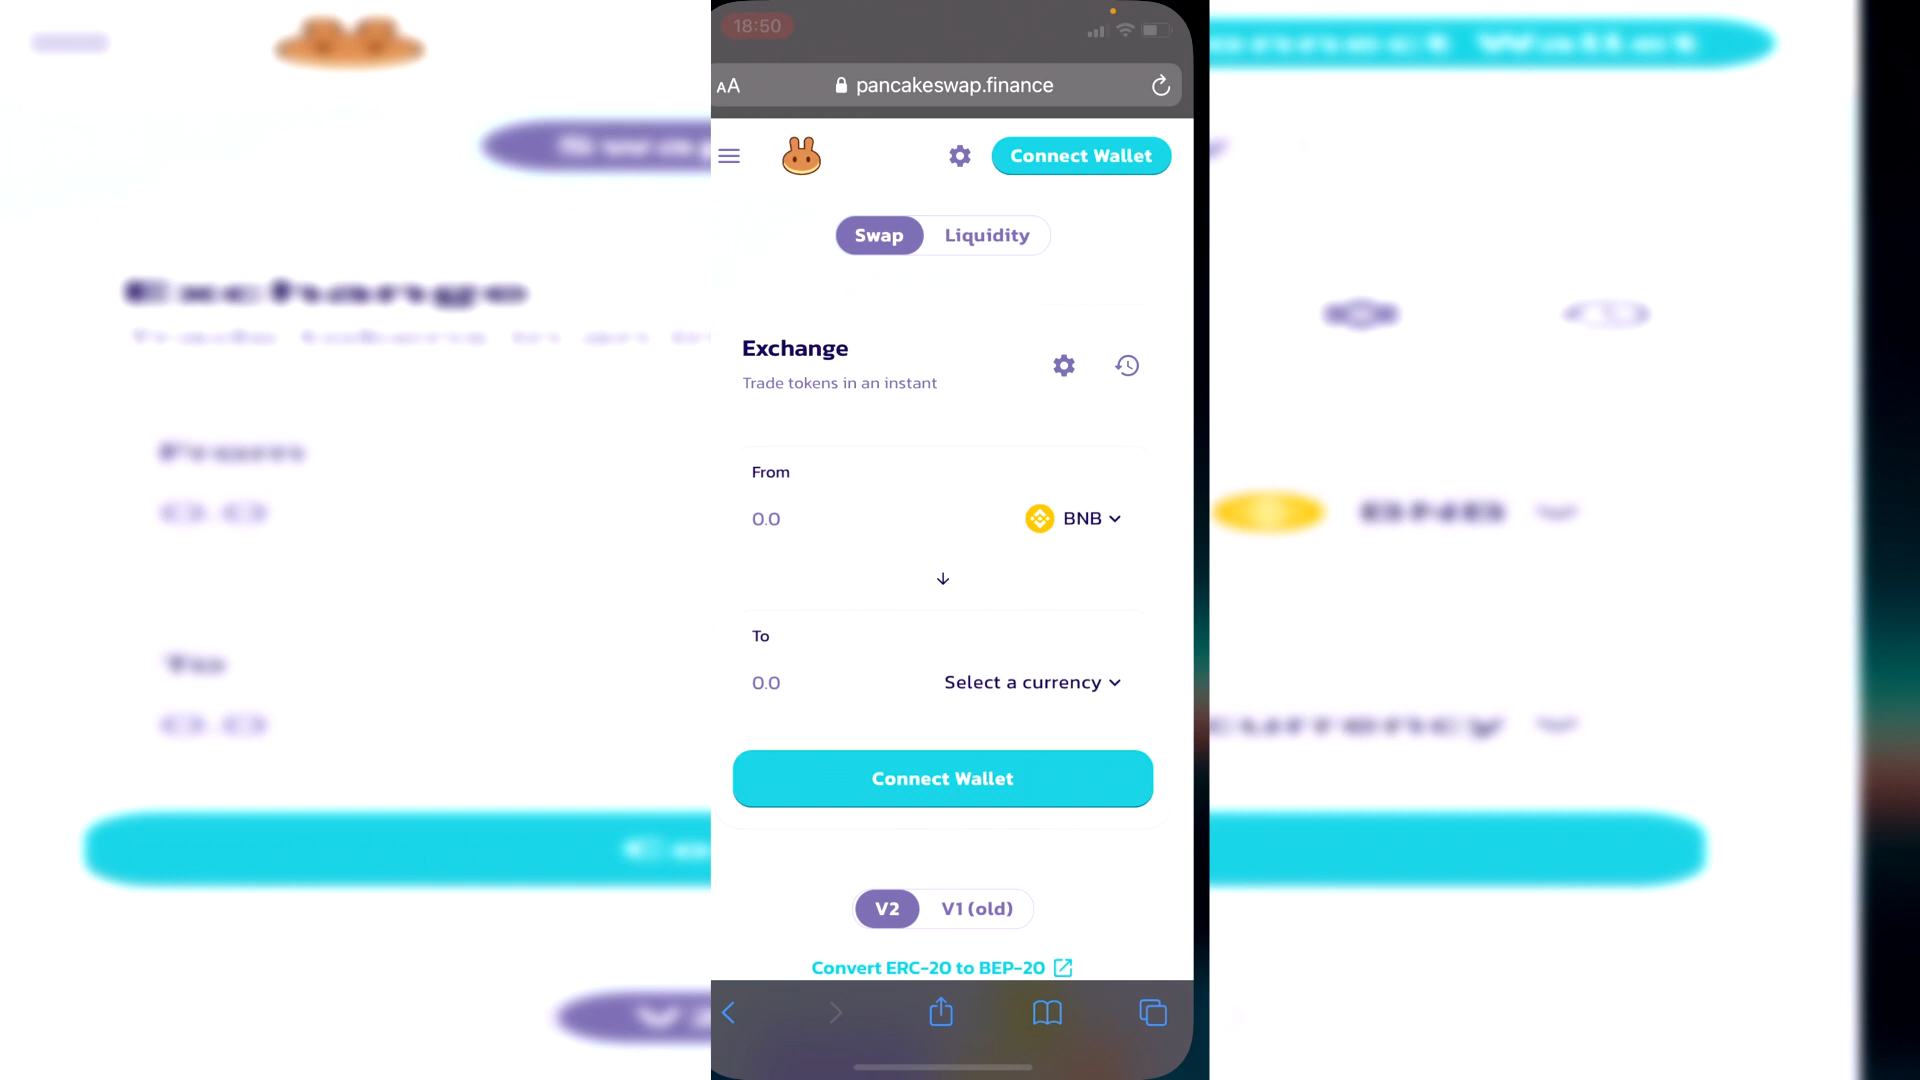 18:50
AA pancakeswap.finance
Connect Wallet
Swap Liquidity
Exchange
Trade tokens in an instant
From
0.0 BNB
To
0.0 Select a currency
Connect Wallet
V2 V1 (old)
Convert ERC-20 to BEP-20